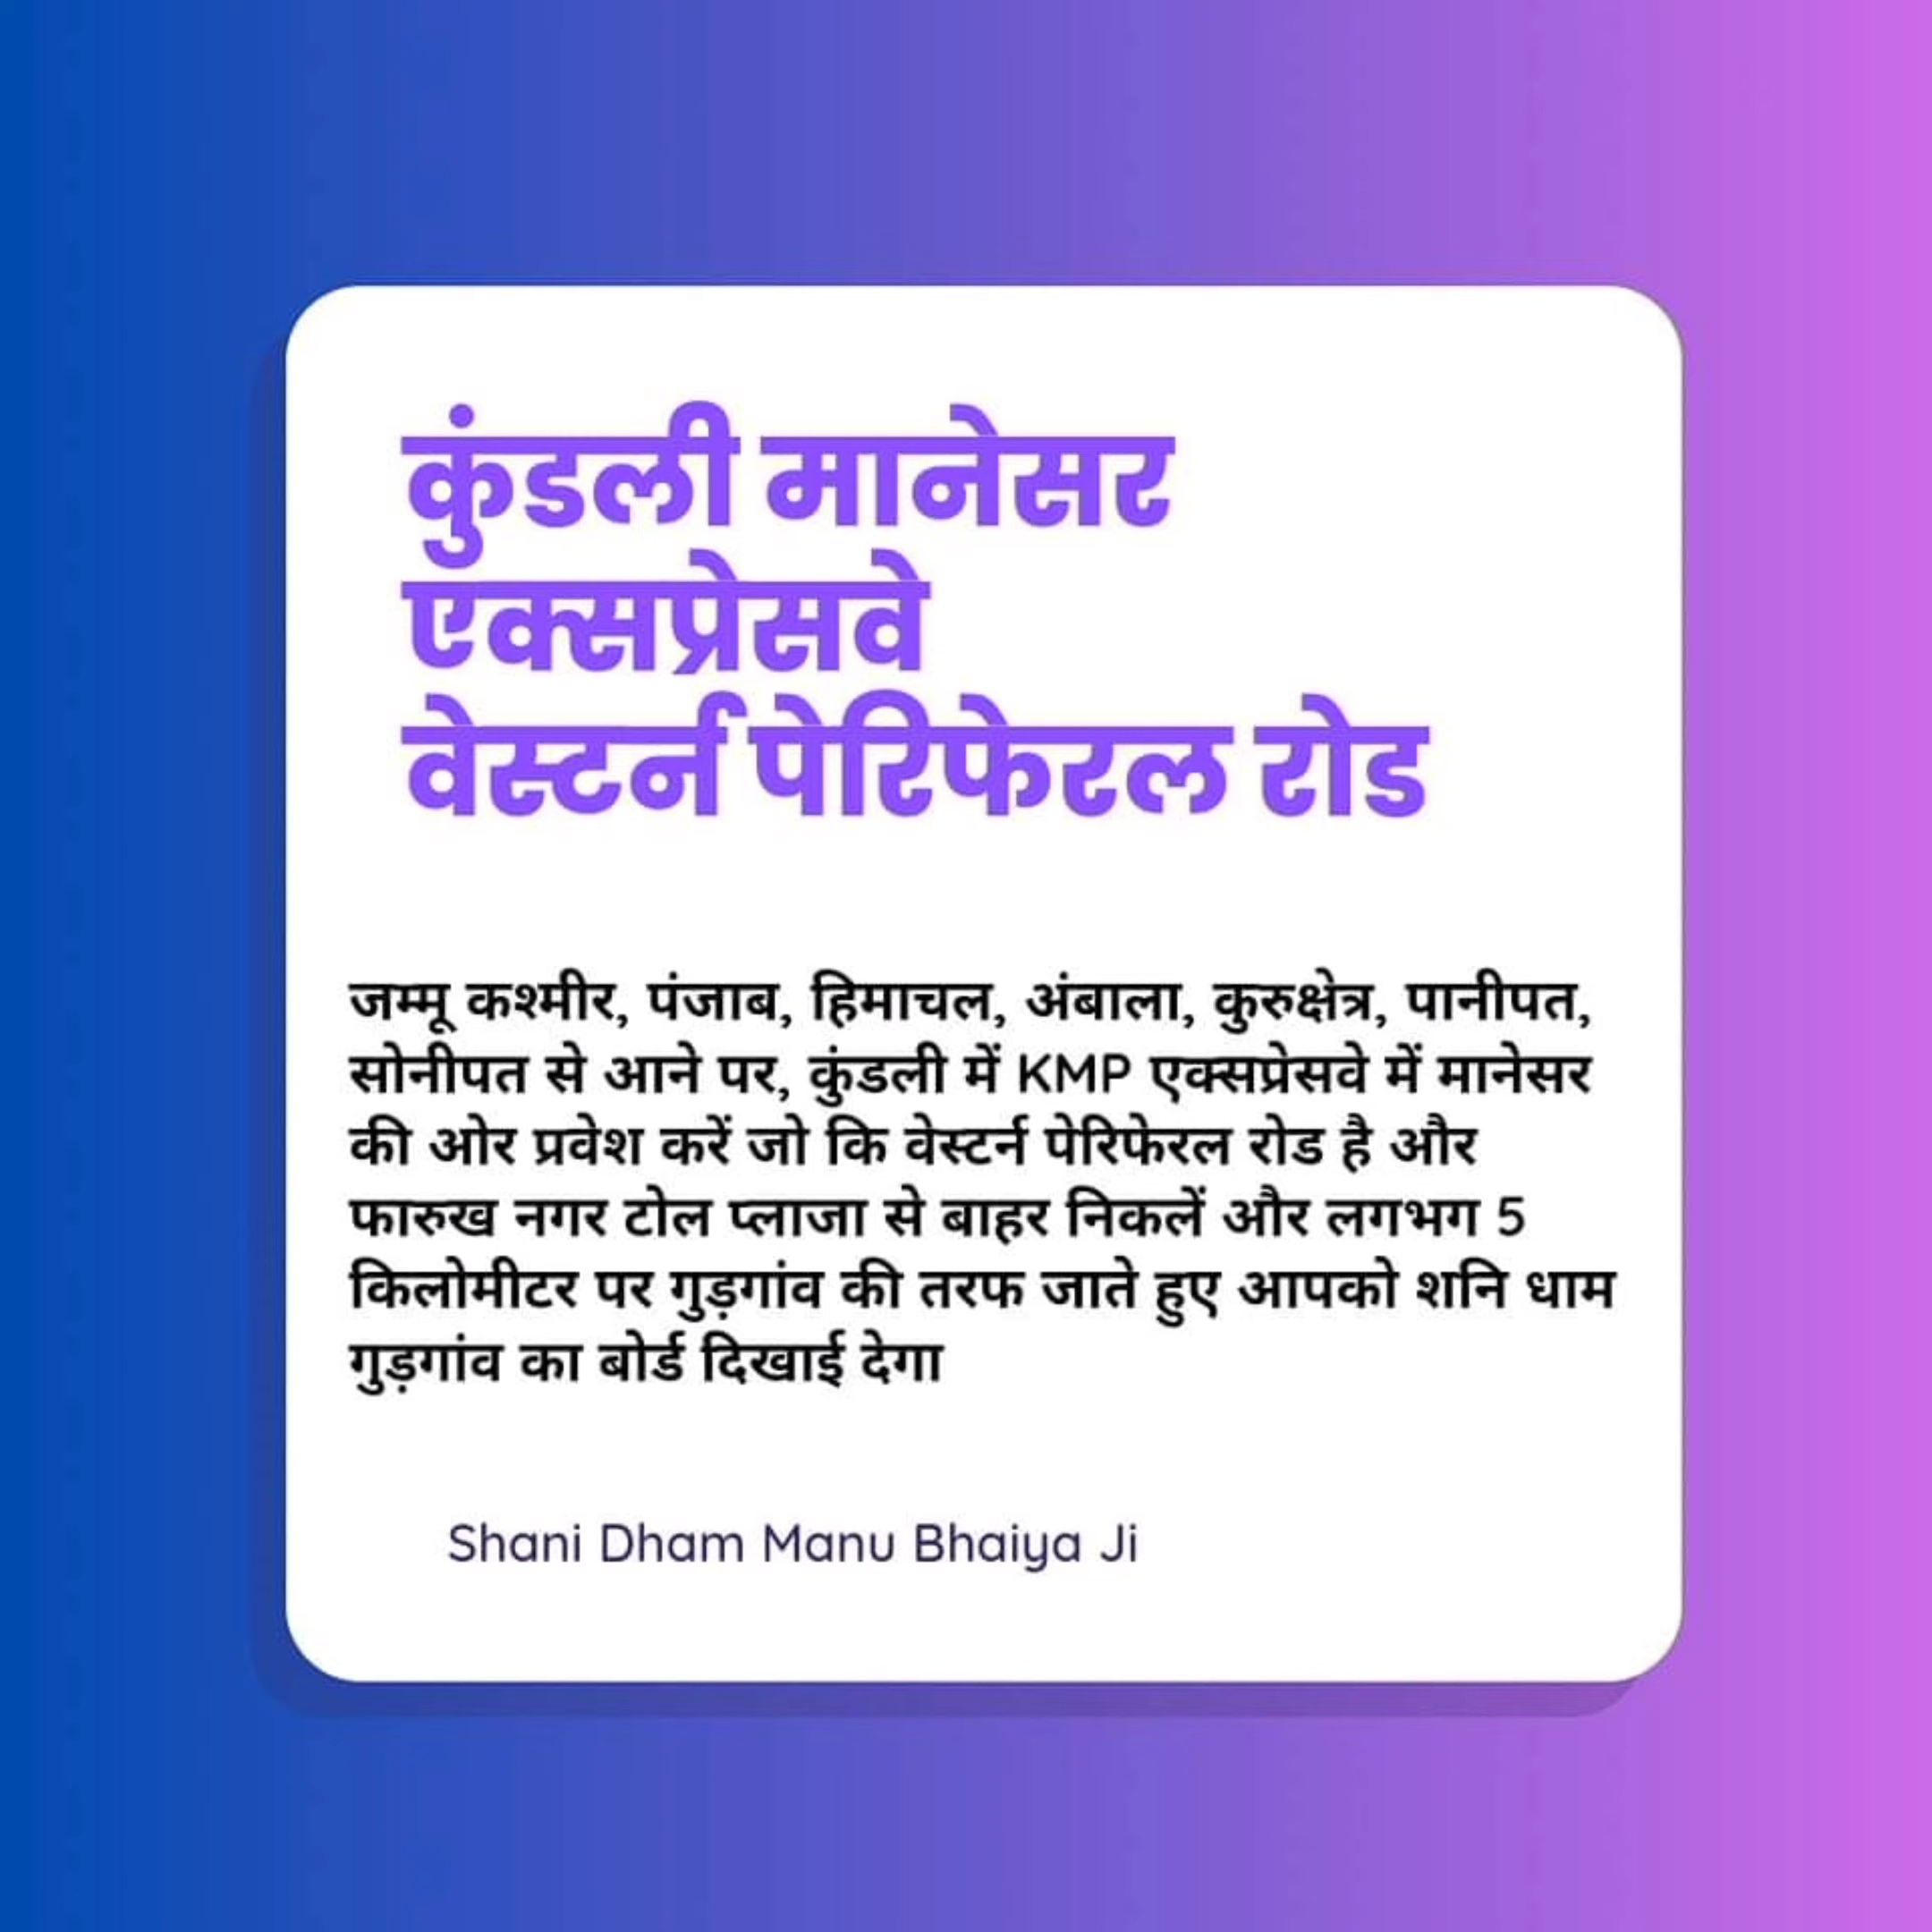 कुंडली मानेसर
एक्सप्रेसवे
वेस्टर्न पेरिफेरल रोड
जम्मू कश्मीर, पंजाब, हिमाचल, अंबाला, कुरुक्षेत्र, पानीपत,
सोनीपत से आने पर, कुंडली में KMP एक्सप्रेसवे में मानेसर
की ओर प्रवेश करें जो कि वेस्टर्न पेरिफेरल रोड है और
फारुख नगर टोल प्लाजा से बाहर निकलें और लगभग 5
किलोमीटर पर गुड़गांव की तरफ जाते हुए आपको शनि धाम
गुड़गांव का बोर्ड दिखाई देगा
Shani Dham Manu Bhaiya Ji